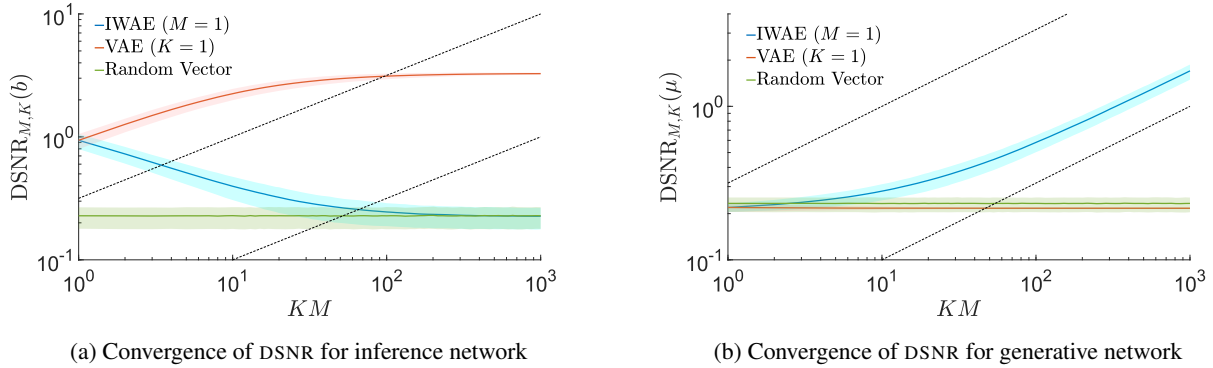 10^1
10^0
10^-1
DSNR_{M,K}(b)
IWAE (M = 1)
VAE (K = 1)
Random Vector
10^0 10^1 10^2 10^3
KM
(a) Convergence of DSNR for inference network
10^0
10^-1
DSNR_{M,K}(μ)
IWAE (M = 1)
VAE (K = 1)
Random Vector
10^0 10^1 10^2 10^3
KM
(b) Convergence of DSNR for generative network